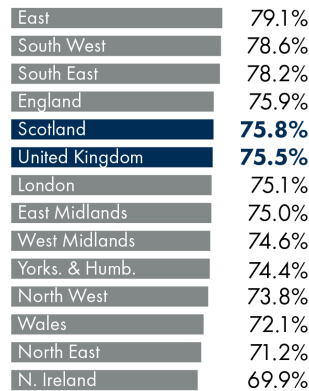 East 79.1%
South West 78.6%
South East 78.2%
England 75.9%
Scotland 75.8%
United Kingdom 75.5%
London 75.1%
East Midlands 75.0%
West Midlands 74.6%
Yorks. & Humb. 74.4%
North West 73.8%
Wales 72.1%
North East 71.2%
N. Ireland 69.9%